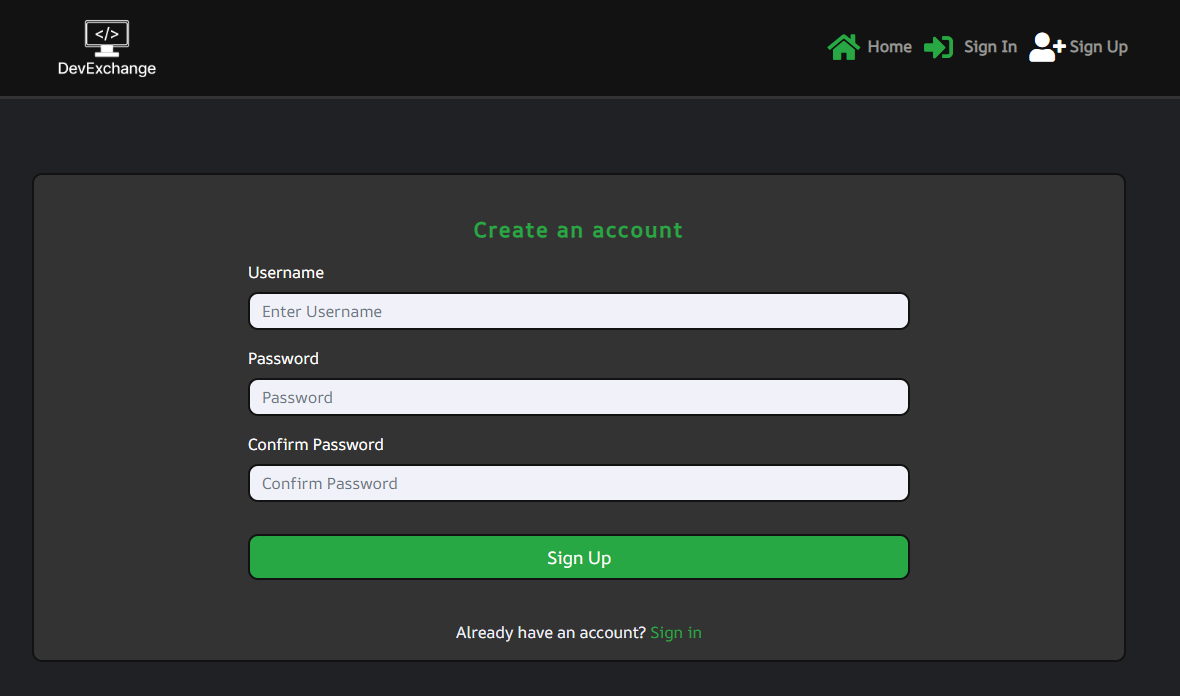 </>
DevExchange
Home Sign In Sign Up
Create an account
Username
Enter Username
Password
Password
Confirm Password
Confirm Password
Sign Up
Already have an account? Sign in